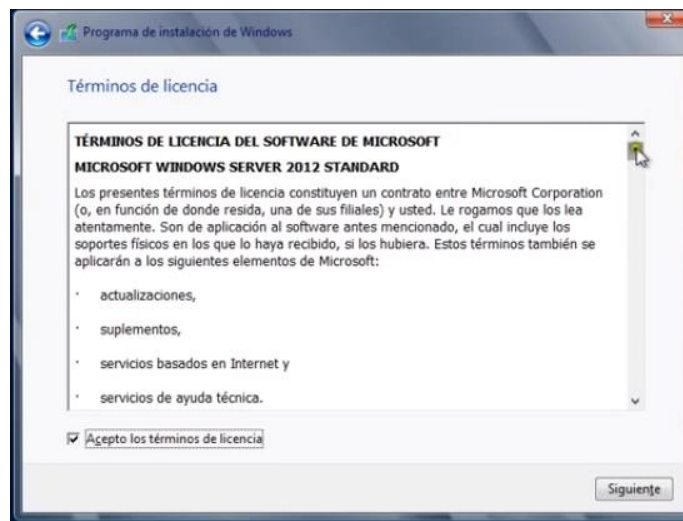 Programa de instalación de Windows
Términos de licencia
TÉRMINOS DE LICENCIA DEL SOFTWARE DE MICROSOFT
MICROSOFT WINDOWS SERVER 2012 STANDARD
Los presentes términos de licencia constituyen un contrato entre Microsoft Corporation
(o, en función de donde resida, una de sus filiales) y usted. Le rogamos que los lea
atentamente. Son de aplicación al software antes mencionado, el cual incluye los
soportes físicos en los que lo haya recibido, si los hubiera. Estos términos también se
aplicarán a los siguientes elementos de Microsoft:
· actualizaciones,
· suplementos,
· servicios basados en Internet y
· servicios de ayuda técnica.
Acepto los términos de licencia
Siguiente